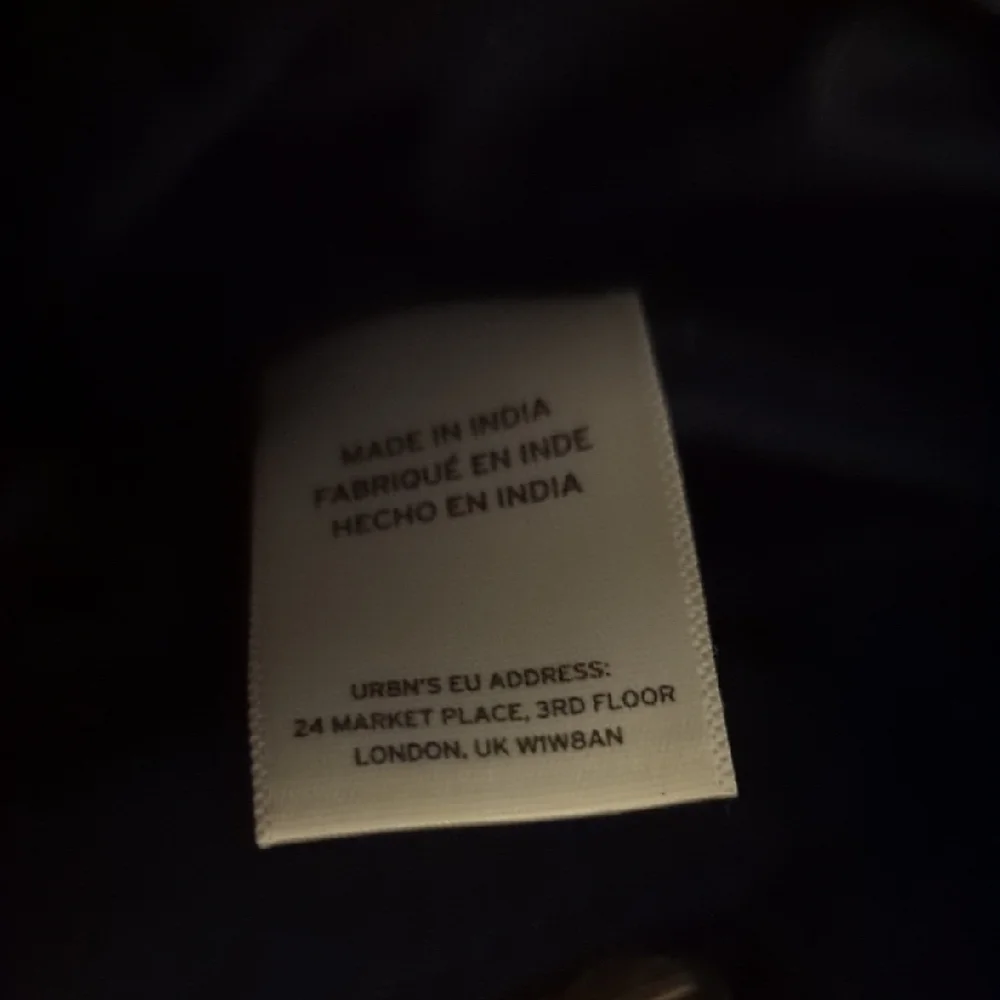 MADE IN INDIA
FABRIQUÉ EN INDE
HECHO EN INDIA
URBN'S EU ADDRESS:
24 MARKET PLACE, 3RD FLOOR
LONDON, UK W1W8AN